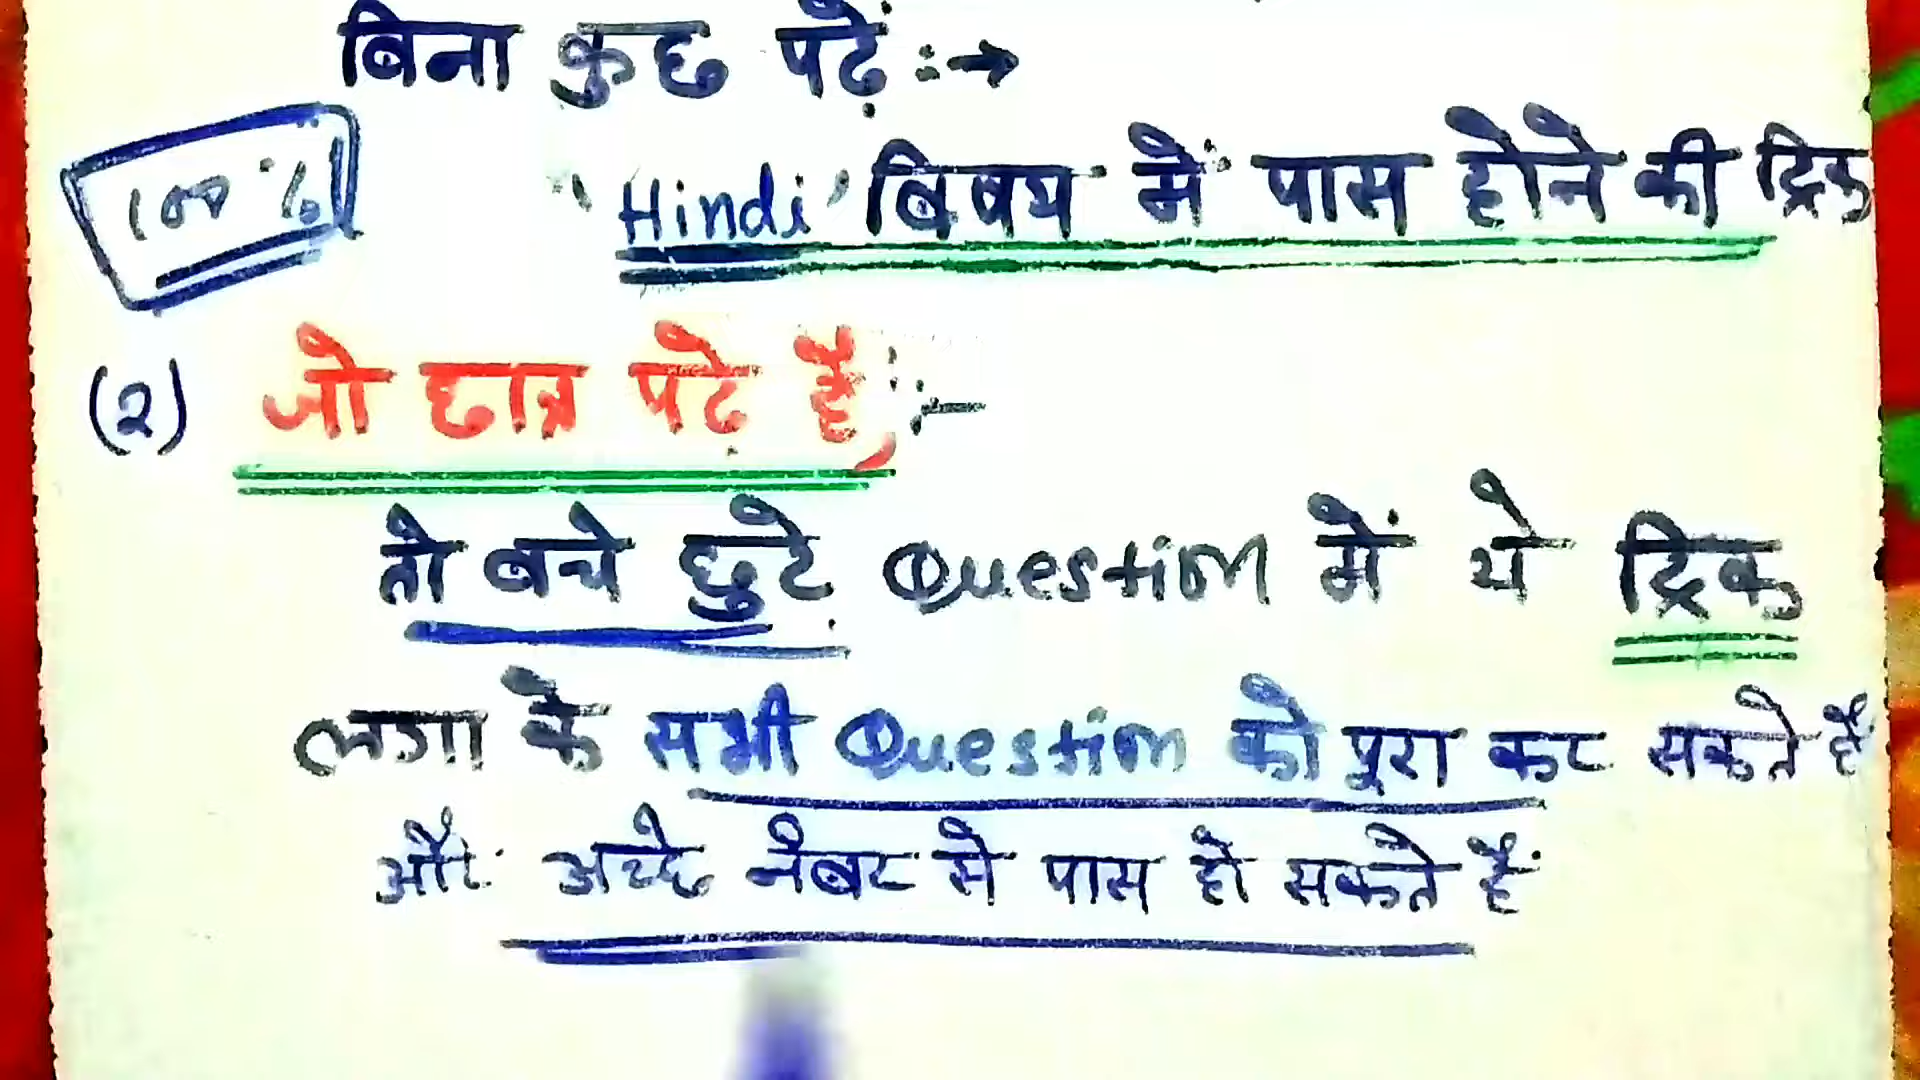 बिना कुछ पढ़ें :→
100%
'Hindi' बिषय में पास होने की ट्रिक
(2) जो छात्र पढ़े है, :-
तो बचे छुटे Question में ये ट्रिक
लगा के सभी Question को पुरा कर सकते है
और अच्छे नंबर से पास हो सकते है